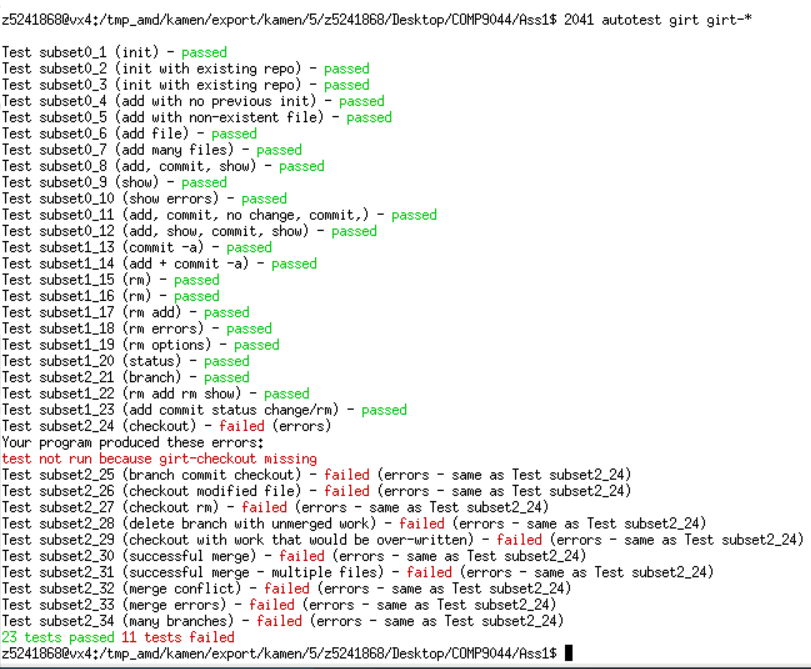 z5241868@vx4:/tmp_amd/kamen/export/kamen/5/z5241868/Desktop/COMP9044/Ass1$ 2041 autotest girt girt-*
Test subset0_1 (init) - passed
Test subset0_2 (init with existing repo) - passed
Test subset0_3 (init with existing repo) - passed
Test subset0_4 (add with no previous init) - passed
Test subset0_5 (add with non-existent file) - passed
Test subset0_6 (add file) - passed
Test subset0_7 (add many files) - passed
Test subset0_8 (add, commit, show) - passed
Test subset0_9 (show) - passed
Test subset0_10 (show errors) - passed
Test subset0_11 (add, commit, no change, commit,) - passed
Test subset0_12 (add, show, commit, show) - passed
Test subset1_13 (commit -a) - passed
Test subset1_14 (add + commit -a) - passed
Test subset1_15 (rm) - passed
Test subset1_16 (rm) - passed
Test subset1_17 (rm add) - passed
Test subset1_18 (rm errors) - passed
Test subset1_19 (rm options) - passed
Test subset1_20 (status) - passed
Test subset2_21 (branch) - passed
Test subset1_22 (rm add rm show) - passed
Test subset1_23 (add commit status change/rm) - passed
Test subset2_24 (checkout) - failed (errors)
Your program produced these errors:
test not run because girt-checkout missing
Test subset2_25 (branch commit checkout) - failed (errors - same as Test subset2_24)
Test subset2_26 (checkout modified file) - failed (errors - same as Test subset2_24)
Test subset2_27 (checkout rm) - failed (errors - same as Test subset2_24)
Test subset2_28 (delete branch with unmerged work) - failed (errors - same as Test subset2_24)
Test subset2_29 (checkout with work that would be over-written) - failed (errors - same as Test subset2_24)
Test subset2_30 (successful merge) - failed (errors - same as Test subset2_24)
Test subset2_31 (successful merge - multiple files) - failed (errors - same as Test subset2_24)
Test subset2_32 (merge conflict) - failed (errors - same as Test subset2_24)
Test subset2_33 (merge errors) - failed (errors - same as Test subset2_24)
Test subset2_34 (many branches) - failed (errors - same as Test subset2_24)
23 tests passed 11 tests failed
z5241868@vx4:/tmp_amd/kamen/export/kamen/5/z5241868/Desktop/COMP9044/Ass1$